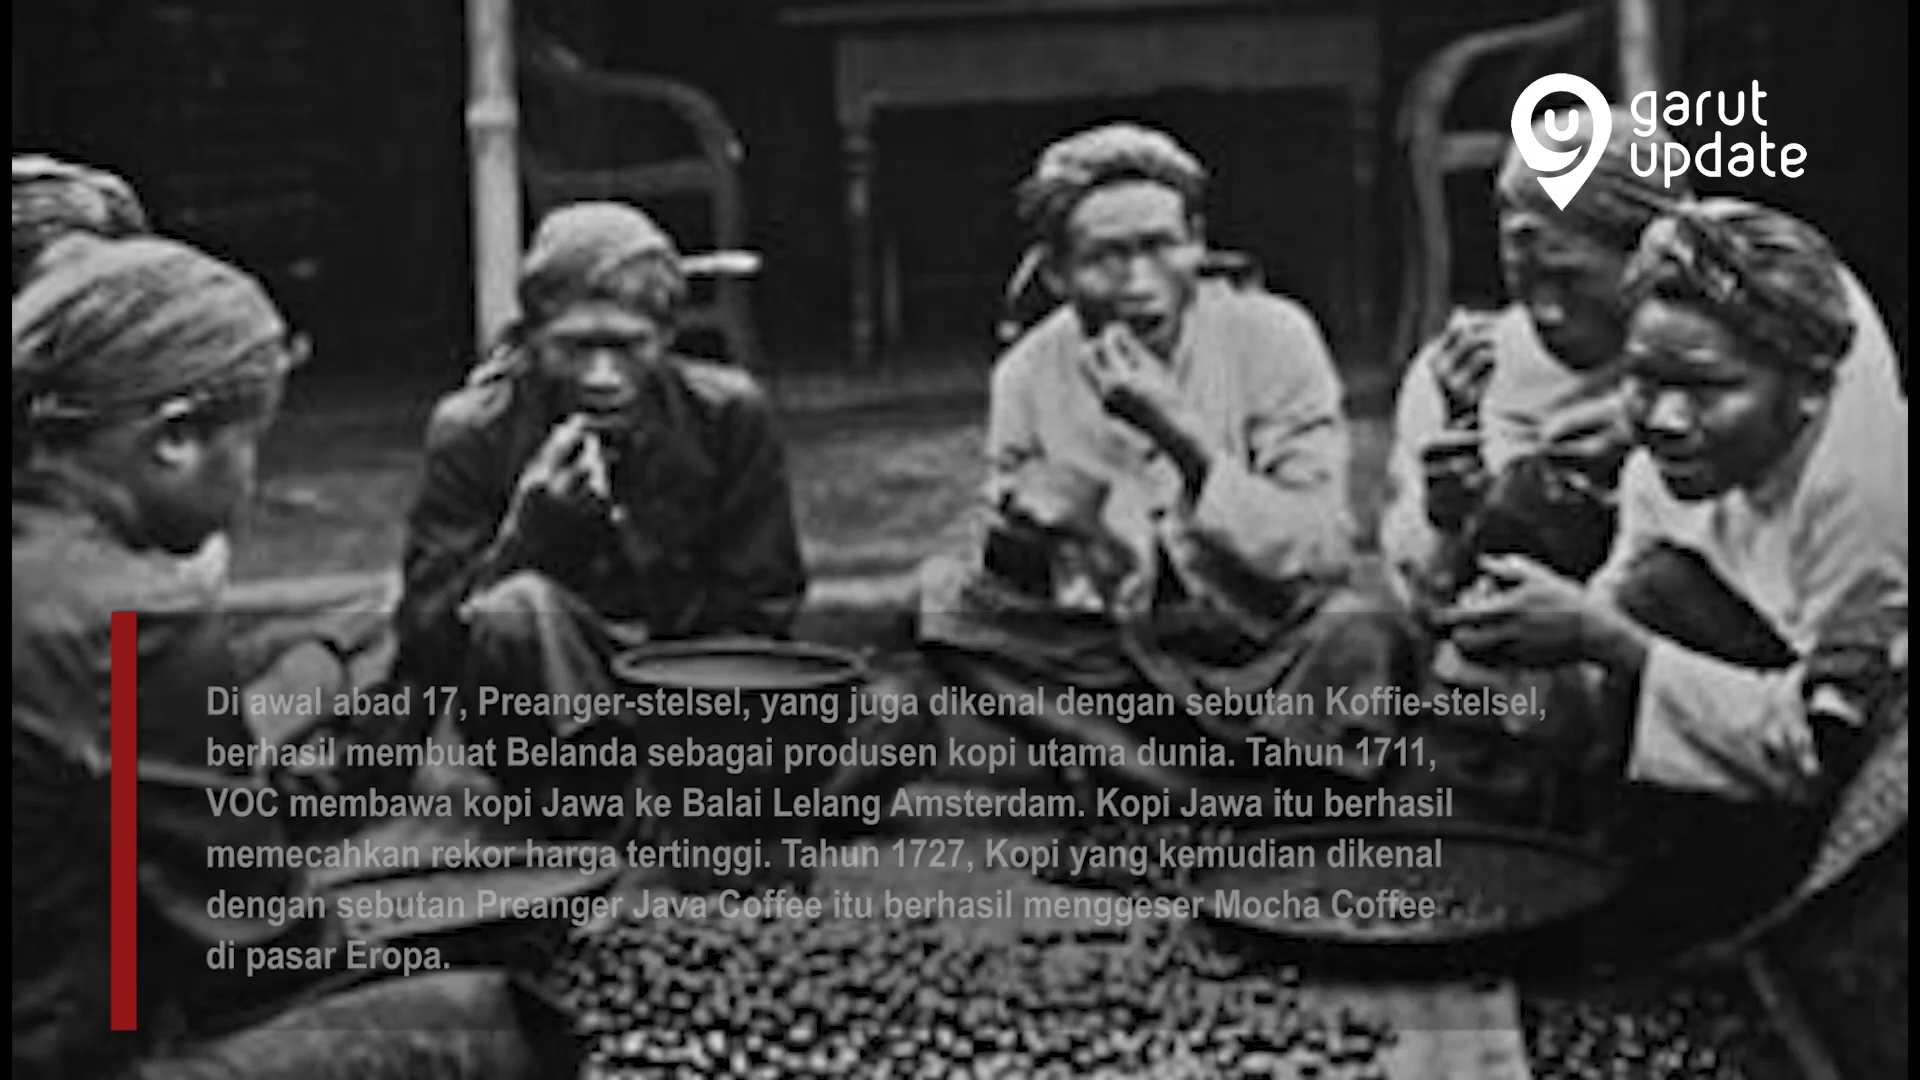 garut
update
Di awal abad 17, Preanger-stelsel, yang juga dikenal dengan sebutan Koffie-stelsel,
berhasil membuat Belanda sebagai produsen kopi utama dunia. Tahun 1711,
VOC membawa kopi Jawa ke Balai Lelang Amsterdam. Kopi Jawa itu berhasil
memecahkan rekor harga tertinggi. Tahun 1727, Kopi yang kemudian dikenal
dengan sebutan Preanger Java Coffee itu berhasil menggeser Mocha Coffee
di pasar Eropa.